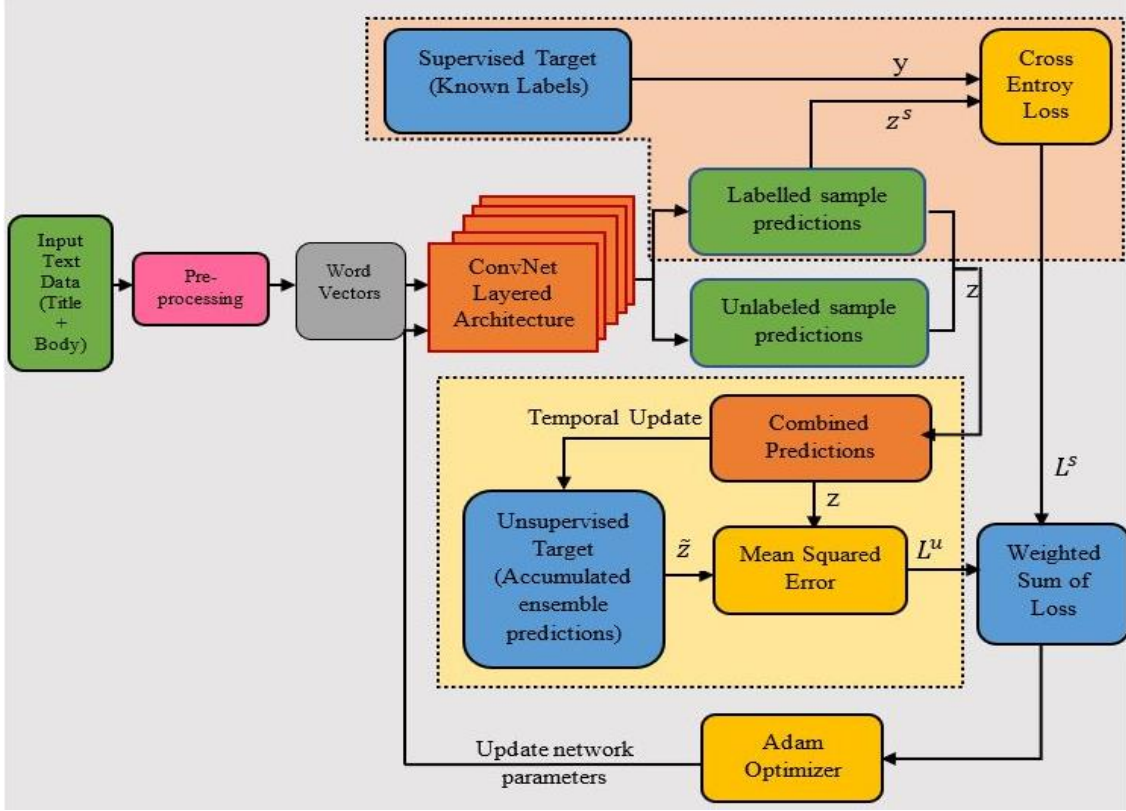 Supervised Target
(Known Labels)
y
z^s
Cross
Entroy
Loss
Labelled sample
predictions
Input
Text
Data
(Title
+
Body)
Pre-
processing
Word
Vectors
ConvNet
Layered
Architecture
Unlabeled sample
predictions
z
Temporal Update
Combined
Predictions
z
L^s
Unsupervised
Target
(Accumulated
ensemble
predictions)
z̃
Mean Squared
Error
L^u
Weighted
Sum of
Loss
Update network
parameters
Adam
Optimizer